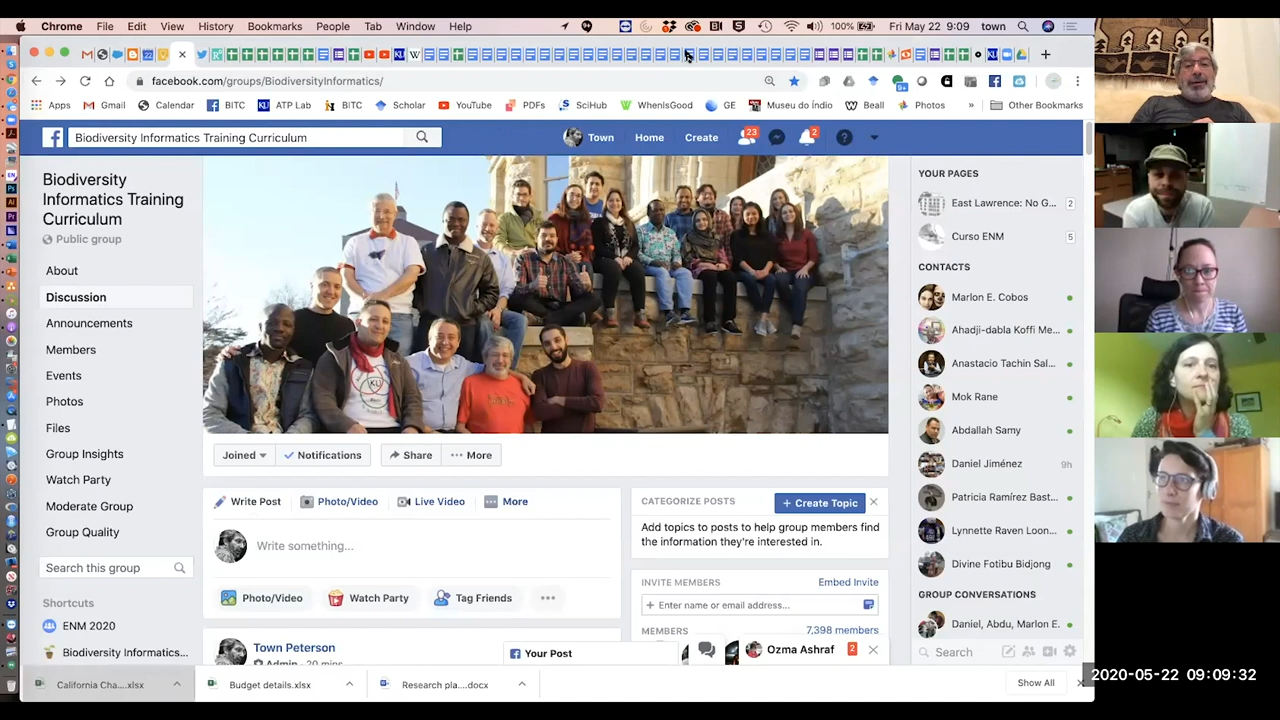 Chrome File Edit View History Bookmarks People Tab Window Help 100% Fri May 22 9:09 town
facebook.com/groups/BiodiversityInformatics/
Apps Gmail Calendar BITC ATP Lab BITC Scholar YouTube PDFs SciHub WhenIsGood GE Museu do Índio Beall Photos » Other Bookmarks
Biodiversity Informatics Training Curriculum
Town Home Create 23 2
Biodiversity
Informatics Training
Curriculum
Public group
About
Discussion
Announcements
Members
Events
Photos
Files
Group Insights
Watch Party
Moderate Group
Group Quality
Search this group
Shortcuts
ENM 2020
Biodiversity Informatics...
Joined Notifications Share ··· More
Write Post Photo/Video Live Video More
Write something...
Photo/Video Watch Party Tag Friends
Town Peterson
Admin · 20 mins
CATEGORIZE POSTS + Create Topic
Add topics to posts to help group members find
the information they're interested in.
INVITE MEMBERS Embed Invite
+ Enter name or email address...
MEMBERS 7,398 members
Your Post
Ozma Ashraf 2
YOUR PAGES
East Lawrence: No G... 2
Curso ENM 5
CONTACTS
Marlon E. Cobos
Ahadji-dabla Koffi Me...
Anastacio Tachin Sal...
Mok Rane
Abdallah Samy
Daniel Jiménez 9h
Patricia Ramírez Bast...
Lynnette Raven Loon...
Divine Fotibu Bidjong
GROUP CONVERSATIONS
Daniel, Abdu, Marlon E.
Search
California Cha....xlsx Budget details.xlsx Research pla....docx Show All
2020-05-22 09:09:32